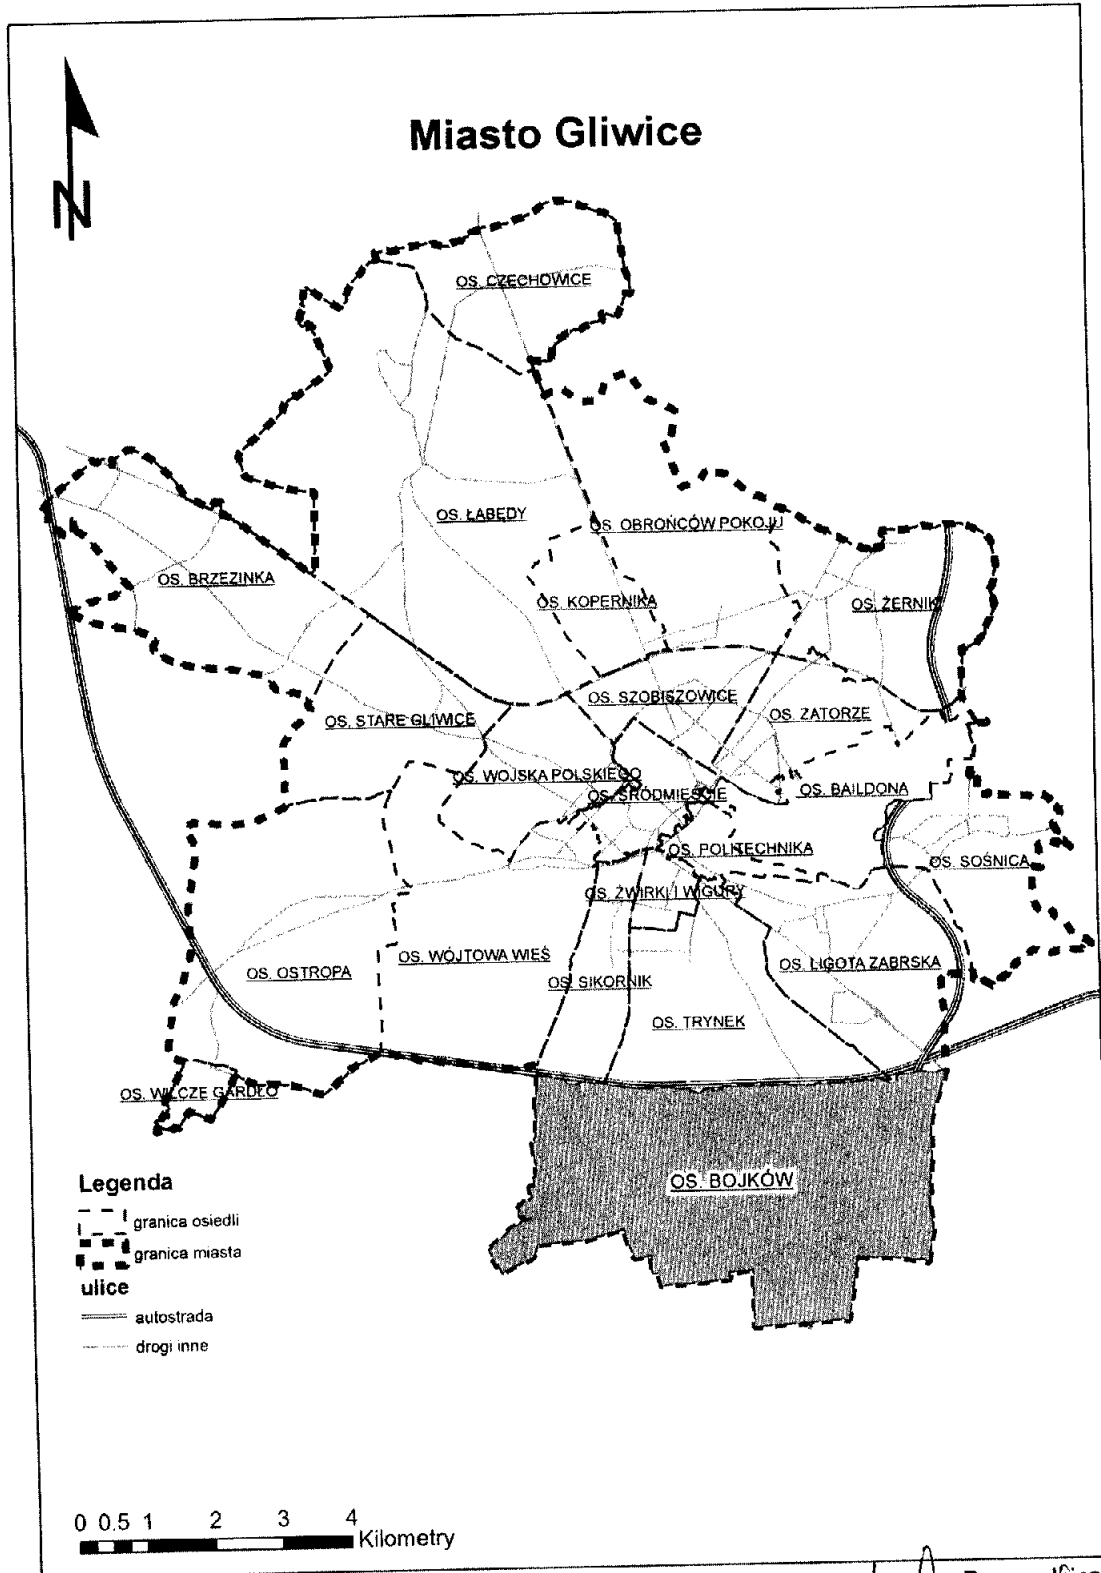 N
Miasto Gliwice
OS. CZECHOWICE
OS. ŁABĘDY
OS. OBROŃCÓW POKOJU
OS. BRZEZINKA
OS. KOPERNIKA
OS. ŻERNIK
OS. SZOBISZOWICE
OS. STARE GLIWICE
OS. ZATORZE
OS. WOJSKA POLSKIEGO
OS. ŚRÓDMIEŚCIE
OS. BAILDONA
OS. POLITECHNIKA
OS. SOŚNICA
OS. ŻWIRKI I WIGURY
OS. WÓJTOWA WIEŚ
OS. LIGOTA ZABRSKA
OS. OSTROPA
OS. SIKORNIK
OS. TRYNEK
OS. WILCZE GARDŁO
OS. BOJKÓW
Legenda
granica osiedli
granica miasta
ulice
autostrada
drogi inne
0 0.5 1 2 3 4
Kilometry